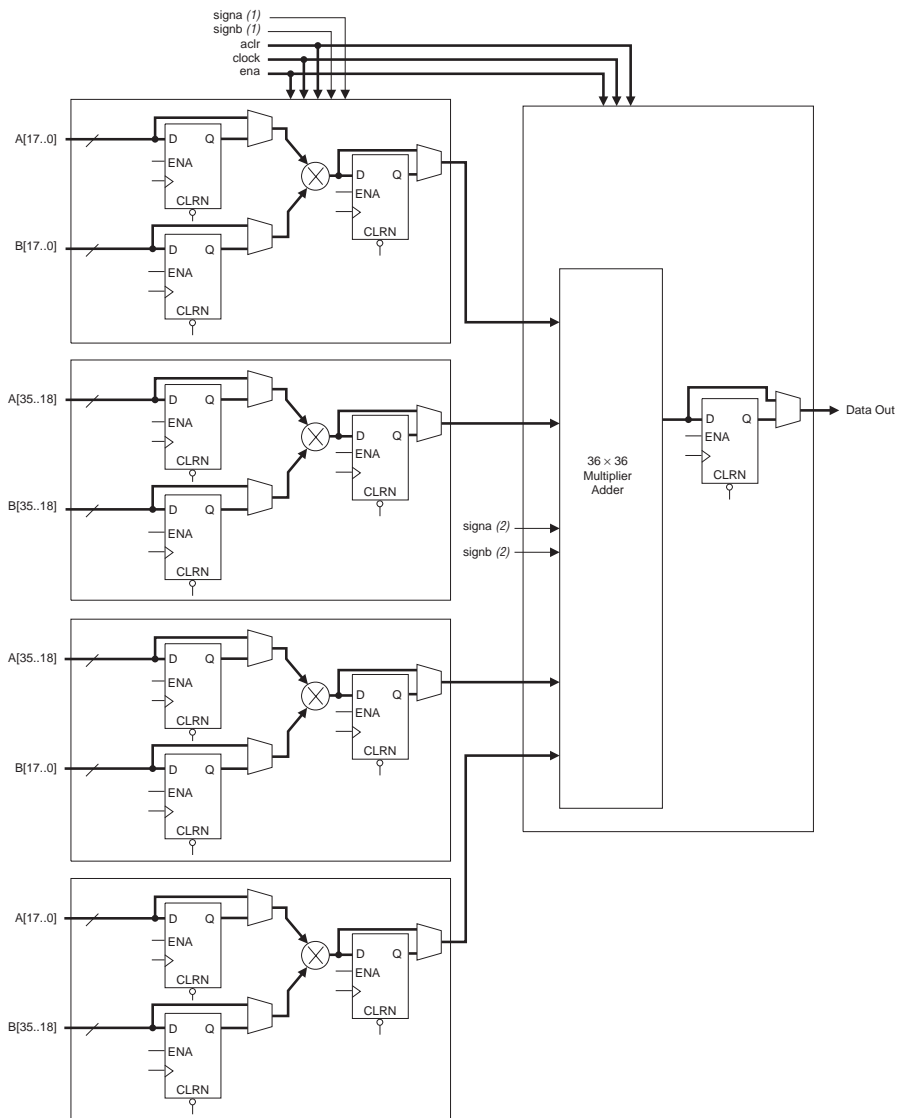 signa (1)
signb (1)
aclr
clock
ena
A[17..0]
D Q
ENA
CLRN
D Q
ENA
CLRN
B[17..0]
D Q
ENA
CLRN
A[35..18]
D Q
ENA
CLRN
D Q
ENA
CLRN
B[35..18]
D Q
ENA
CLRN
36 × 36
Multiplier
Adder
D Q
ENA
CLRN
Data Out
signa (2)
signb (2)
A[35..18]
D Q
ENA
CLRN
D Q
ENA
CLRN
B[17..0]
D Q
ENA
CLRN
A[17..0]
D Q
ENA
CLRN
D Q
ENA
CLRN
B[35..18]
D Q
ENA
CLRN